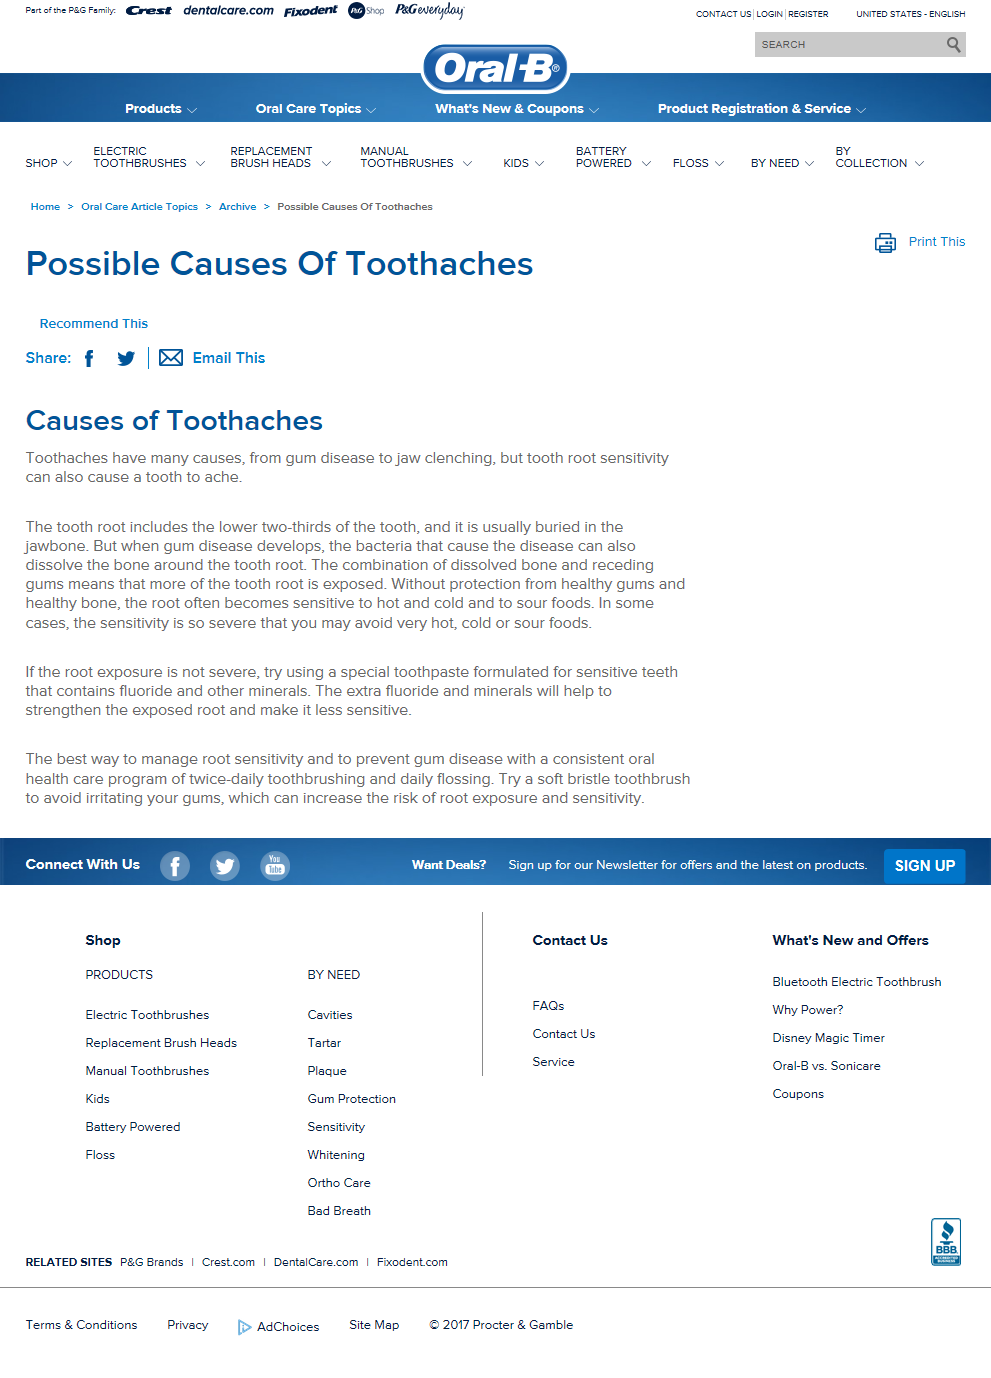 Part of the P&G Family: Crest dentalcare.com Fixodent P&G Shop P&G everyday
CONTACT US | LOGIN | REGISTER UNITED STATES - ENGLISH
SEARCH
Oral-B®
Products Oral Care Topics What's New & Coupons Product Registration & Service
SHOP ELECTRIC TOOTHBRUSHES REPLACEMENT BRUSH HEADS MANUAL TOOTHBRUSHES KIDS BATTERY POWERED FLOSS BY NEED BY COLLECTION
Home > Oral Care Article Topics > Archive > Possible Causes Of Toothaches
Print This
Possible Causes Of Toothaches
Recommend This
Share: Email This
Causes of Toothaches
Toothaches have many causes, from gum disease to jaw clenching, but tooth root sensitivity
can also cause a tooth to ache.
The tooth root includes the lower two-thirds of the tooth, and it is usually buried in the
jawbone. But when gum disease develops, the bacteria that cause the disease can also
dissolve the bone around the tooth root. The combination of dissolved bone and receding
gums means that more of the tooth root is exposed. Without protection from healthy gums and
healthy bone, the root often becomes sensitive to hot and cold and to sour foods. In some
cases, the sensitivity is so severe that you may avoid very hot, cold or sour foods.
If the root exposure is not severe, try using a special toothpaste formulated for sensitive teeth
that contains fluoride and other minerals. The extra fluoride and minerals will help to
strengthen the exposed root and make it less sensitive.
The best way to manage root sensitivity and to prevent gum disease with a consistent oral
health care program of twice-daily toothbrushing and daily flossing. Try a soft bristle toothbrush
to avoid irritating your gums, which can increase the risk of root exposure and sensitivity.
Connect With Us You Tube Want Deals? Sign up for our Newsletter for offers and the latest on products. SIGN UP
Shop
PRODUCTS
Electric Toothbrushes
Replacement Brush Heads
Manual Toothbrushes
Kids
Battery Powered
Floss
BY NEED
Cavities
Tartar
Plaque
Gum Protection
Sensitivity
Whitening
Ortho Care
Bad Breath
Contact Us
FAQs
Contact Us
Service
What's New and Offers
Bluetooth Electric Toothbrush
Why Power?
Disney Magic Timer
Oral-B vs. Sonicare
Coupons
BBB
ACCREDITED
BUSINESS
RELATED SITES P&G Brands | Crest.com | DentalCare.com | Fixodent.com
Terms & Conditions Privacy AdChoices Site Map © 2017 Procter & Gamble